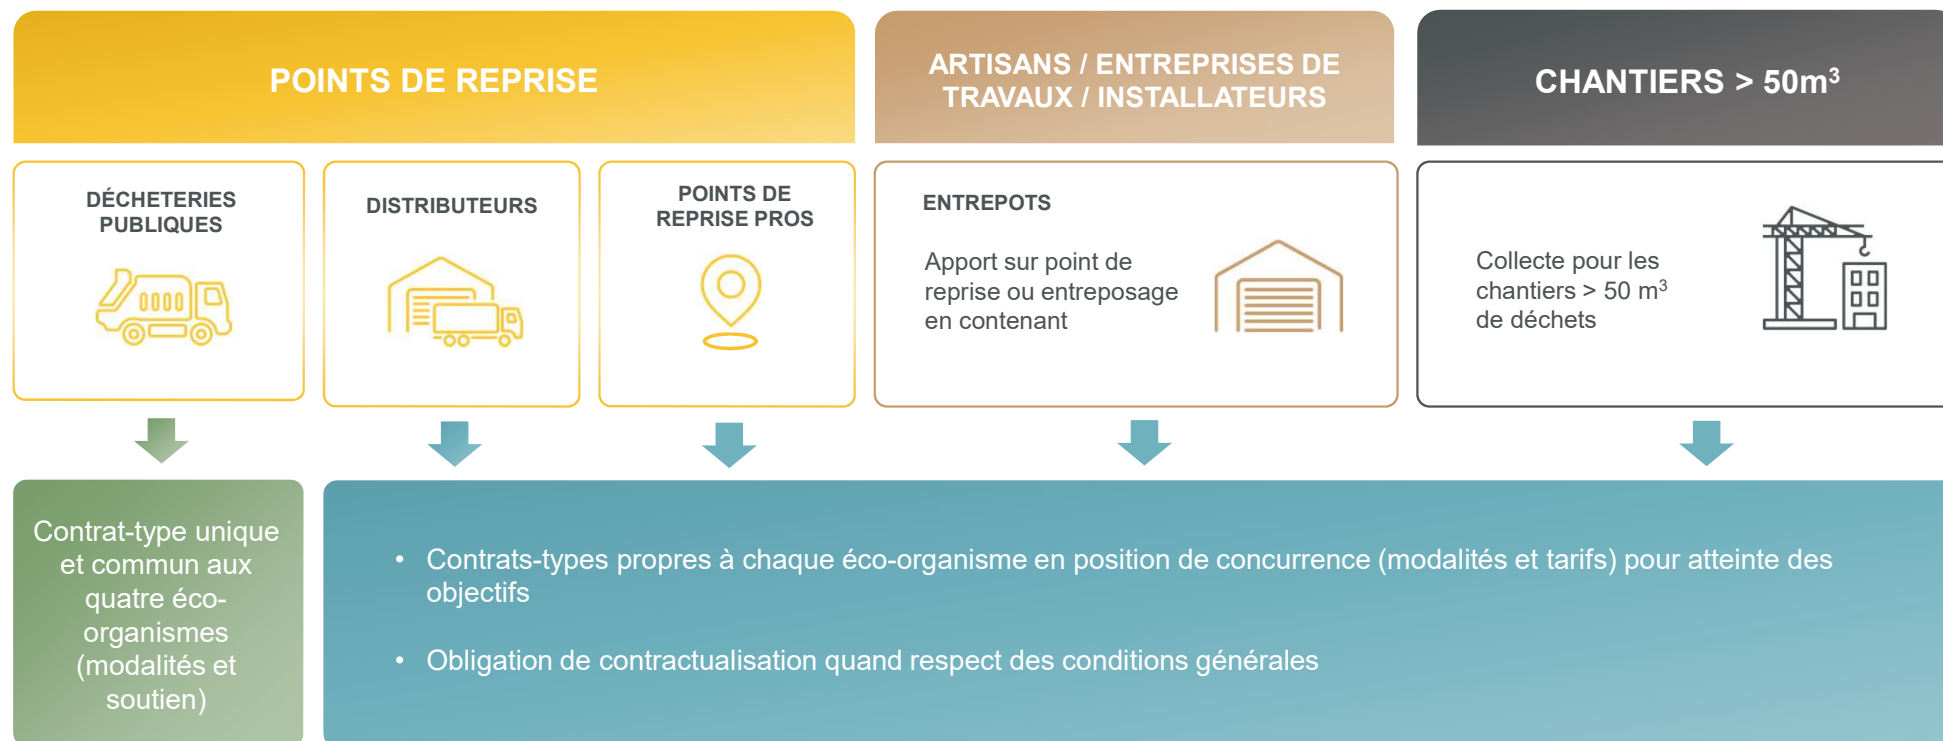 POINTS DE REPRISE
ARTISANS / ENTREPRISES DE
TRAVAUX / INSTALLATEURS
CHANTIERS > 50m³
DÉCHETERIES
PUBLIQUES
DISTRIBUTEURS
POINTS DE
REPRISE PROS
ENTREPOTS
Apport sur point de
reprise ou entreposage
en contenant
Collecte pour les
chantiers > 50 m³
de déchets
Contrat-type unique
et commun aux
quatre éco-
organismes
(modalités et
soutien)
• Contrats-types propres à chaque éco-organisme en position de concurrence (modalités et tarifs) pour atteinte des
objectifs
• Obligation de contractualisation quand respect des conditions générales